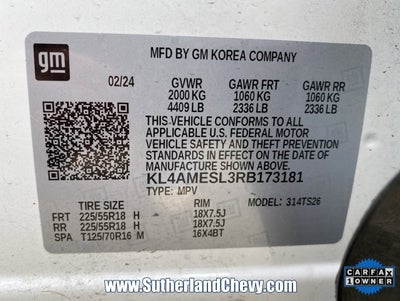 gm
MFD BY GM KOREA COMPANY
02/24 GVWR GAWR FRT GAWR RR
2000 KG 1060 KG 1060 KG
4409 LB 2336 LB 2336 LB
THIS VEHICLE CONFORMS TO ALL
APPLICABLE U.S. FEDERAL MOTOR
VEHICLE SAFETY STANDARDS IN
EFFECT ON THE DATE OF
MANUFACTURE SHOWN ABOVE.
KL4AMESL3RB173181
TYPE: MPV MODEL: 314TS26
TIRE SIZE RIM
FRT 225/55R18 H 18X7.5J
RR 225/55R18 H 18X7.5J
SPA T125/70R16 M 16X4BT
www.SutherlandChevy.com
CARFAX
1 OWNER